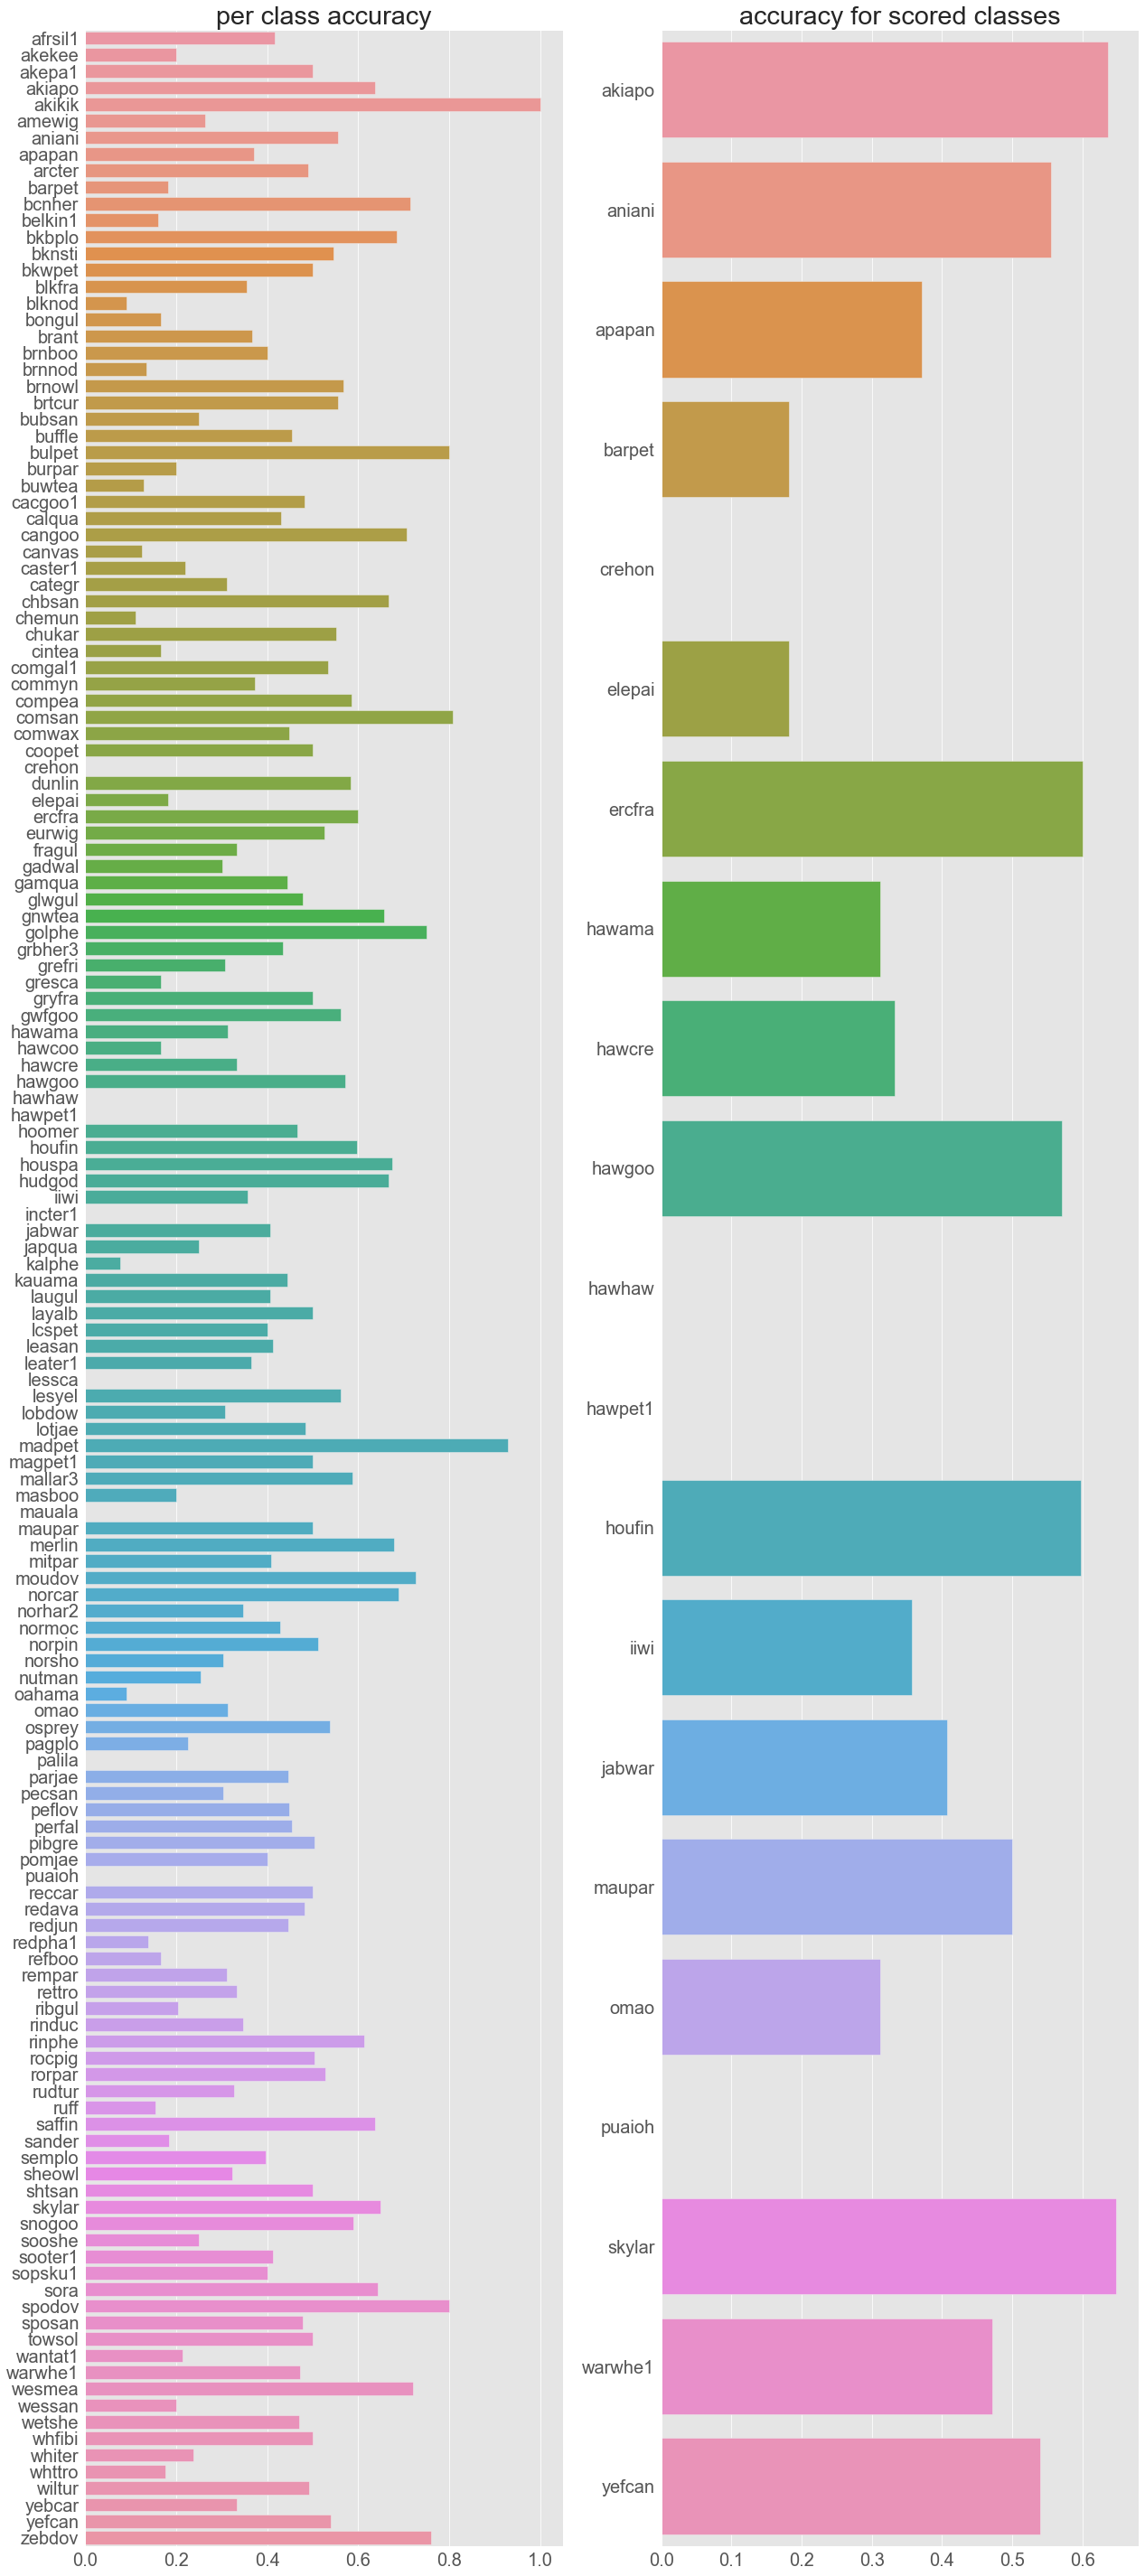 per class accuracy
afrsil1
akekee
akepa1
akiapo
akikik
amewig
aniani
apapan
arcter
barpet
bcnher
belkin1
bkbplo
bknsti
bkwpet
blkfra
blknod
bongul
brant
brnboo
brnnod
brnowl
brtcur
bubsan
buffle
bulpet
burpar
buwtea
cacgoo1
calqua
cangoo
canvas
caster1
categr
chbsan
chemun
chukar
cintea
comgal1
commyn
compea
comsan
comwax
coopet
crehon
dunlin
elepai
ercfra
eurwig
fragul
gadwal
gamqua
glwgul
gnwtea
golphe
grbher3
grefri
gresca
gryfra
gwfgoo
hawama
hawcoo
hawcre
hawgoo
hawhaw
hawpet1
hoomer
houfin
houspa
hudgod
iiwi
incter1
jabwar
japqua
kalphe
kauama
laugul
layalb
lcspet
leasan
leater1
lessca
lesyel
lobdow
lotjae
madpet
magpet1
mallar3
masboo
mauala
maupar
merlin
mitpar
moudov
norcar
norhar2
normoc
norpin
norsho
nutman
oahama
omao
osprey
pagplo
palila
parjae
pecsan
peflov
perfal
pibgre
pomjae
puaioh
reccar
redava
redjun
redpha1
refboo
rempar
rettro
ribgul
rinduc
rinphe
rocpig
rorpar
rudtur
ruff
saffin
sander
semplo
sheowl
shtsan
skylar
snogoo
sooshe
sooter1
sopsku1
sora
spodov
sposan
towsol
wantat1
warwhe1
wesmea
wessan
wetshe
whfibi
whiter
whttro
wiltur
yebcar
yefcan
zebdov
0.0 0.2 0.4 0.6 0.8 1.0
accuracy for scored classes
akiapo
aniani
apapan
barpet
crehon
elepai
ercfra
hawama
hawcre
hawgoo
hawhaw
hawpet1
houfin
iiwi
jabwar
maupar
omao
puaioh
skylar
warwhe1
yefcan
0.0 0.1 0.2 0.3 0.4 0.5 0.6